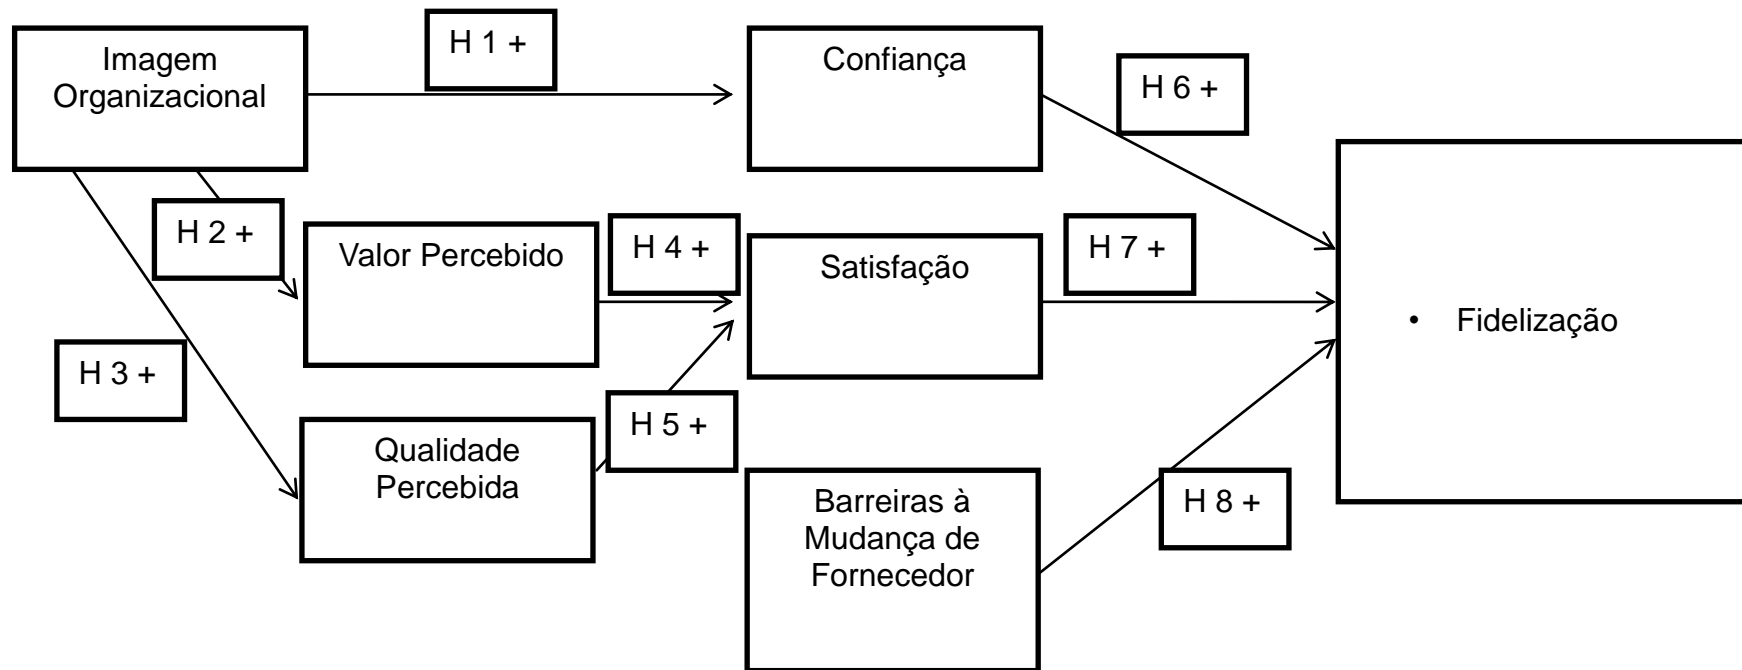 Imagem
Organizacional
H 1 +
Confiança
H 6 +
H 2 +
Valor Percebido
H 4 +
Satisfação
H 7 +
• Fidelização
H 3 +
Qualidade
Percebida
H 5 +
Barreiras à
Mudança de
Fornecedor
H 8 +